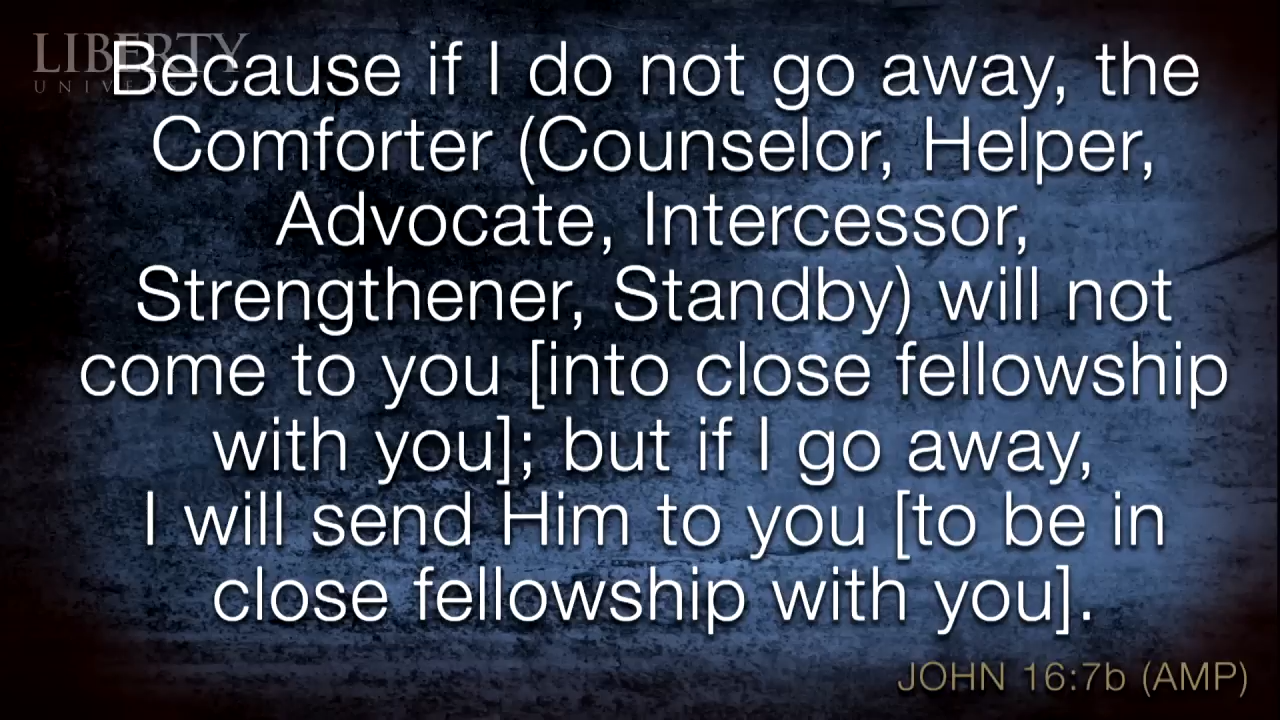 LIBERTY
UNIVERSITY
Because if I do not go away, the
Comforter (Counselor, Helper,
Advocate, Intercessor,
Strengthener, Standby) will not
come to you [into close fellowship
with you]; but if I go away,
I will send Him to you [to be in
close fellowship with you].
JOHN 16:7b (AMP)